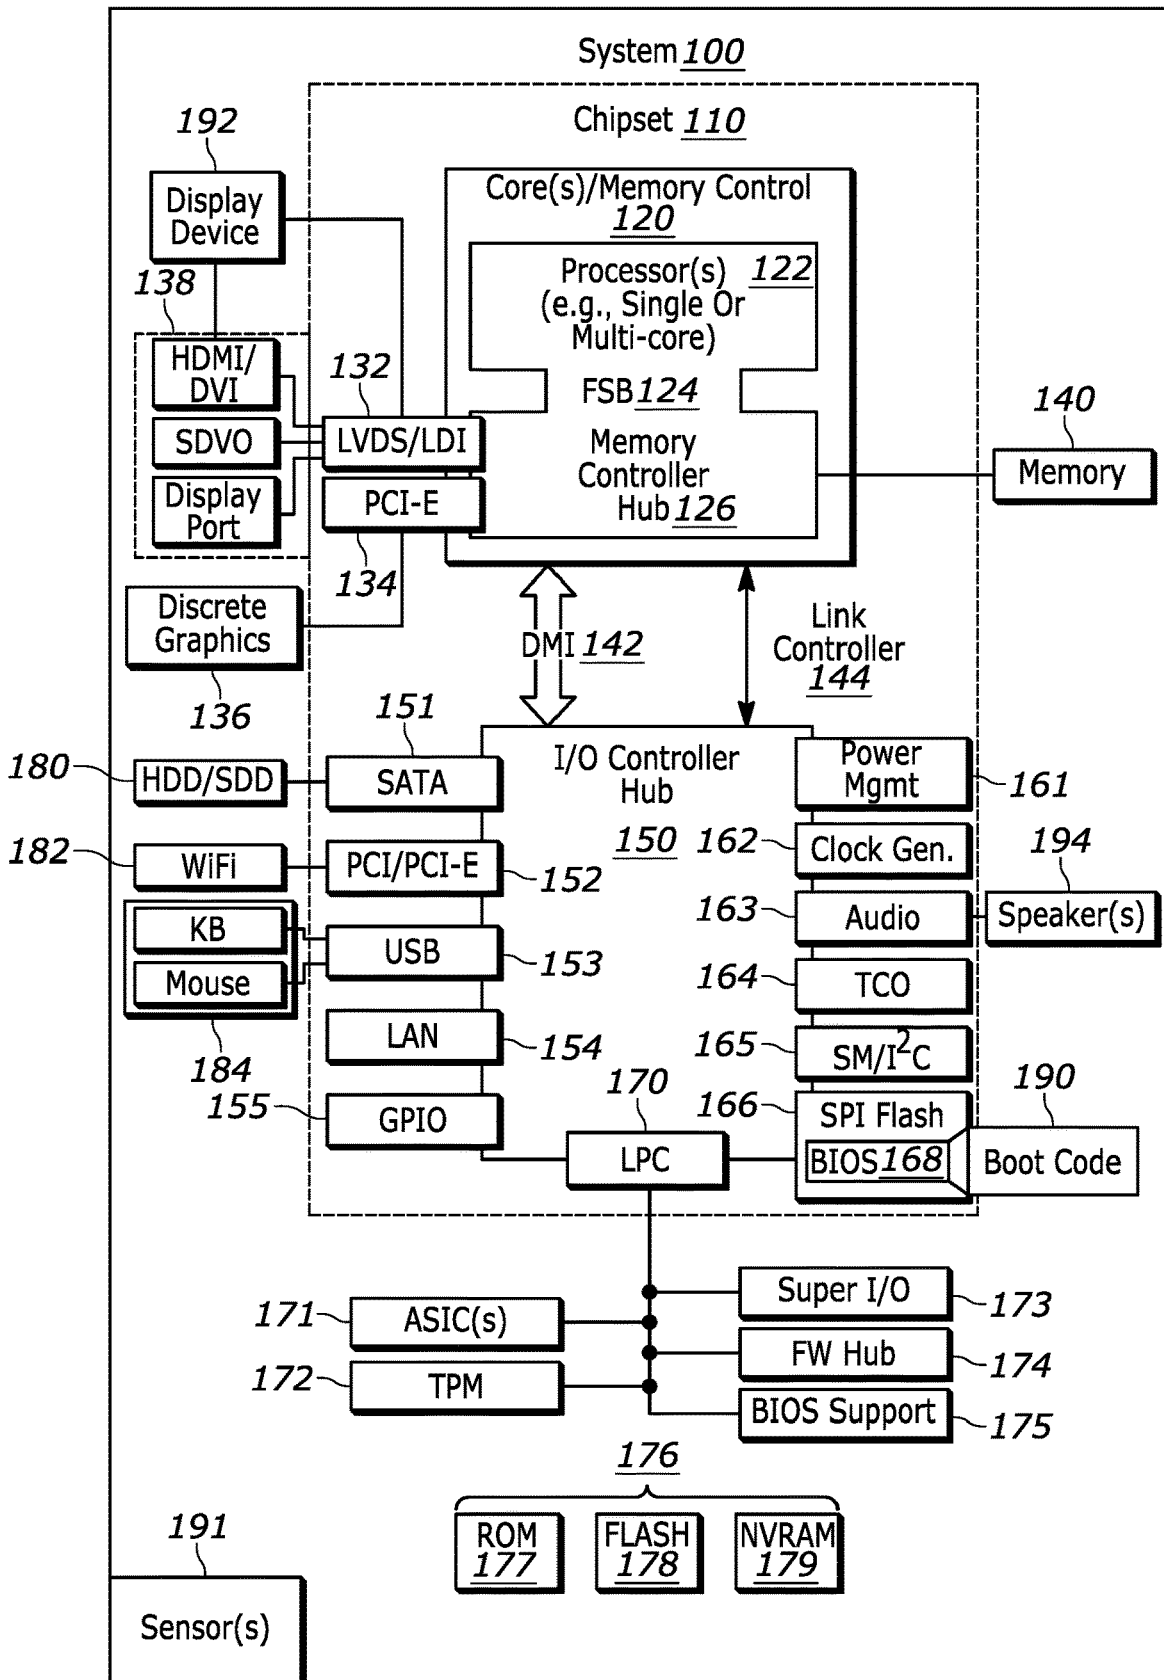 System 100
Chipset 110
192
Display
Device
138
HDMI/
DVI
SDVO
Display
Port
Core(s)/Memory Control
120
Processor(s) 122
(e.g., Single Or
Multi-core)
FSB 124
Memory
Controller
Hub 126
132
LVDS/LDI
PCI-E
134
140
Memory
Discrete
Graphics
136
DMI 142
Link
Controller
144
151
SATA
180
HDD/SDD
I/O Controller
Hub
150
Power
Mgmt
161
182
WiFi
PCI/PCI-E
152
162
Clock Gen.
194
KB
Mouse
184
USB
153
163
Audio
Speaker(s)
164
TCO
LAN
154
165
SM/I²C
155
GPIO
170
LPC
166
SPI Flash
BIOS 168
190
Boot Code
171
ASIC(s)
172
TPM
Super I/O
173
FW Hub
174
BIOS Support
175
176
ROM
177
FLASH
178
NVRAM
179
191
Sensor(s)